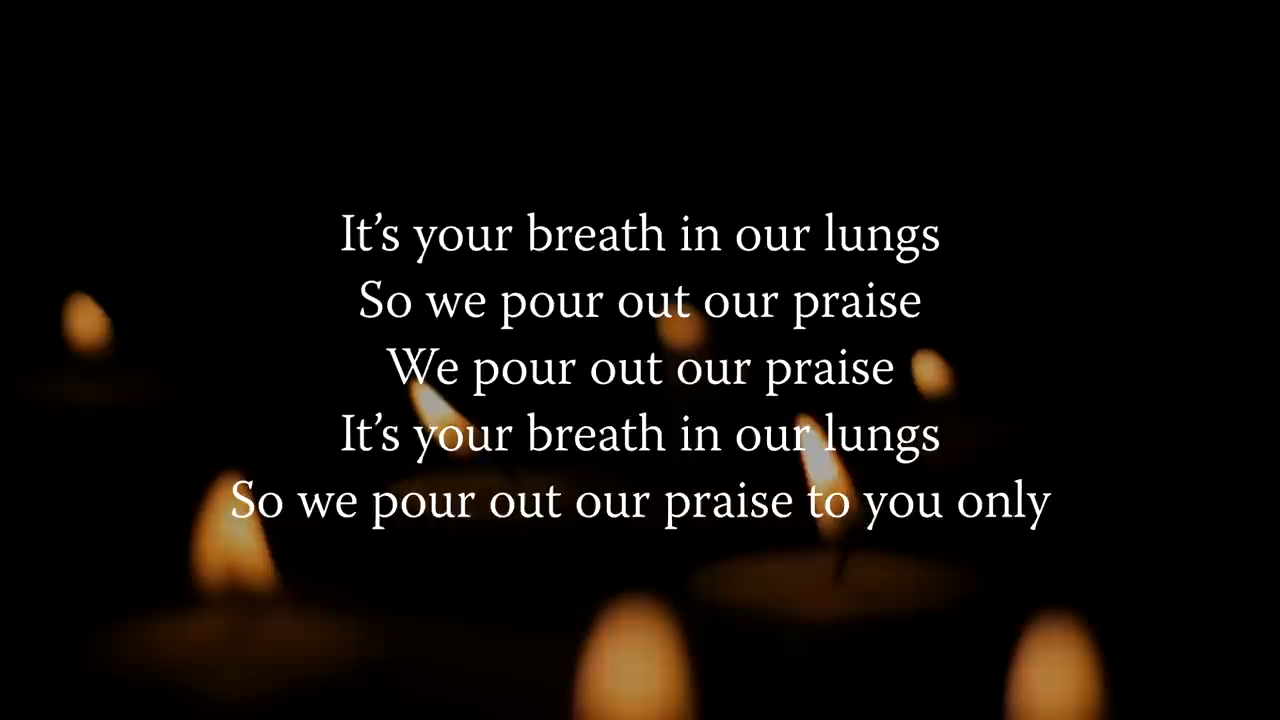 It’s your breath in our lungs
So we pour out our praise
We pour out our praise
It’s your breath in our lungs
So we pour out our praise to you only